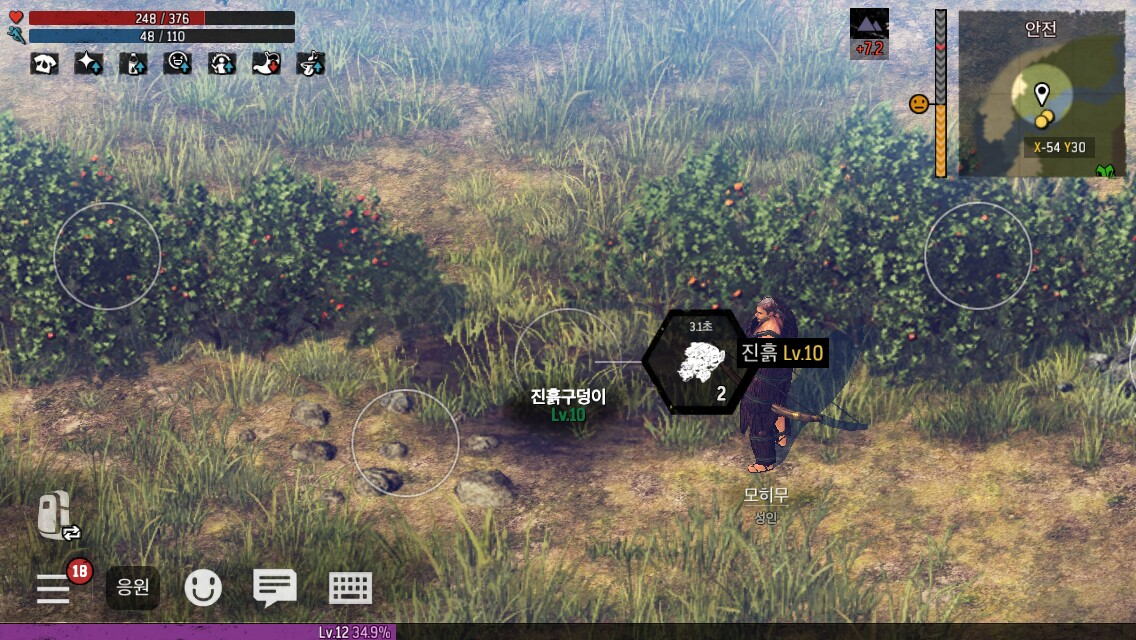 248 / 376
48 / 110
+7.2
안전
X-54 Y30
3.1초
2
진흙 Lv.10
진흙구덩이
Lv.10
모히무
성인
18
응원
Lv.12 34.9%